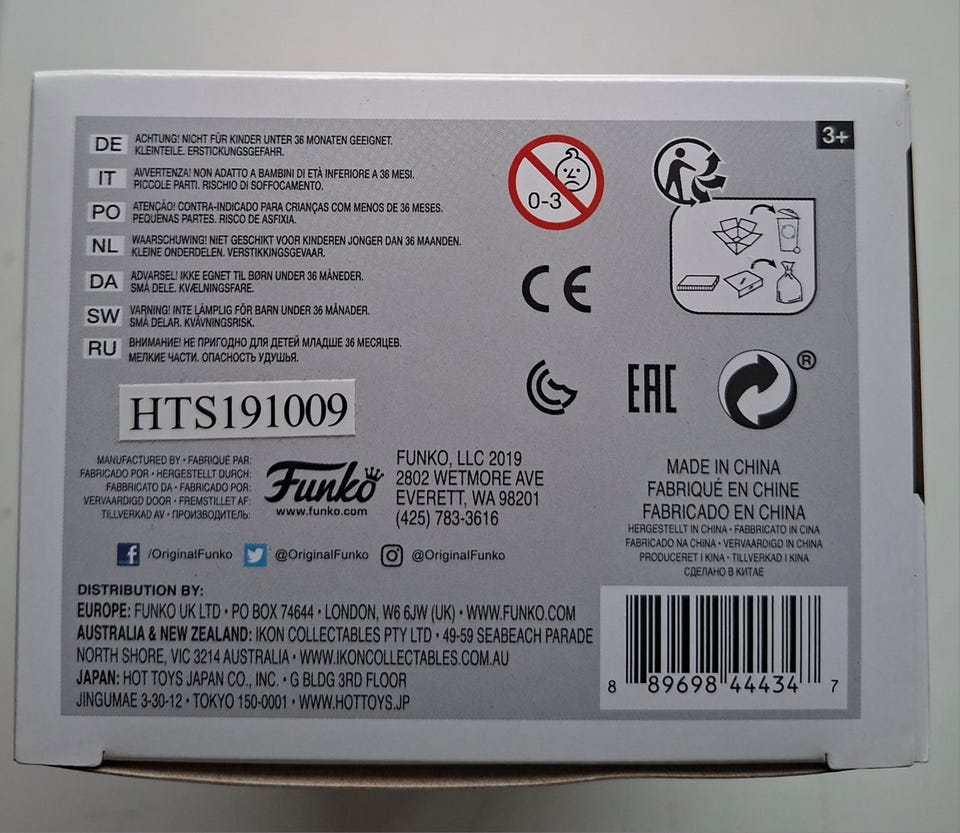 DE ACHTUNG! NICHT FÜR KINDER UNTER 36 MONATEN GEEIGNET.
KLEINTEILE. ERSTICKUNGSGEFAHR.
IT AVVERTENZA! NON ADATTO A BAMBINI DI ETÀ INFERIORE A 36 MESI.
PICCOLE PARTI. RISCHIO DI SOFFOCAMENTO.
PO ATENÇÃO! CONTRA-INDICADO PARA CRIANÇAS COM MENOS DE 36 MESES.
PEQUENAS PARTES. RISCO DE ASFIXIA.
NL WAARSCHUWING! NIET GESCHIKT VOOR KINDEREN JONGER DAN 36 MAANDEN.
KLEINE ONDERDELEN. VERSTIKKINGSGEVAAR.
DA ADVARSEL! IKKE EGNET TIL BØRN UNDER 36 MÅNEDER.
SMÅ DELE. KVÆLNINGSFARE.
SW VARNING! INTE LÄMPLIG FÖR BARN UNDER 36 MÅNADER.
SMÅ DELAR. KVÄVNINGSRISK.
RU ВНИМАНИЕ! НЕ ПРИГОДНО ДЛЯ ДЕТЕЙ МЛАДШЕ 36 МЕСЯЦЕВ.
МЕЛКИЕ ЧАСТИ. ОПАСНОСТЬ УДУШЬЯ.
0-3
3+
CE
EAC
®
HTS191009
MANUFACTURED BY • FABRIQUÉ PAR:
FABRICADO POR • HERGESTELLT DURCH:
FABBRICATO DA • FABRICADO POR:
VERVAARDIGD DOOR • FREMSTILLET AF:
TILLVERKAD AV • ПРОИЗВОДИТЕЛЬ:
Funko
www.funko.com
FUNKO, LLC 2019
2802 WETMORE AVE
EVERETT, WA 98201
(425) 783-3616
MADE IN CHINA
FABRIQUÉ EN CHINE
FABRICADO EN CHINA
HERGESTELLT IN CHINA • FABBRICATO IN CINA
FABRICADO NA CHINA • VERVAARDIGD IN CHINA
PRODUCERET I KINA • TILLVERKAD I KINA
СДЕЛАНО В КИТАЕ
/OriginalFunko @OriginalFunko @OriginalFunko
DISTRIBUTION BY:
EUROPE: FUNKO UK LTD • PO BOX 74644 • LONDON, W6 6JW (UK) • WWW.FUNKO.COM
AUSTRALIA & NEW ZEALAND: IKON COLLECTABLES PTY LTD • 49-59 SEABEACH PARADE
NORTH SHORE, VIC 3214 AUSTRALIA • WWW.IKONCOLLECTABLES.COM.AU
JAPAN: HOT TOYS JAPAN CO., INC. • G BLDG 3RD FLOOR
JINGUMAE 3-30-12 • TOKYO 150-0001 • WWW.HOTTOYS.JP
8 89698 44434 7